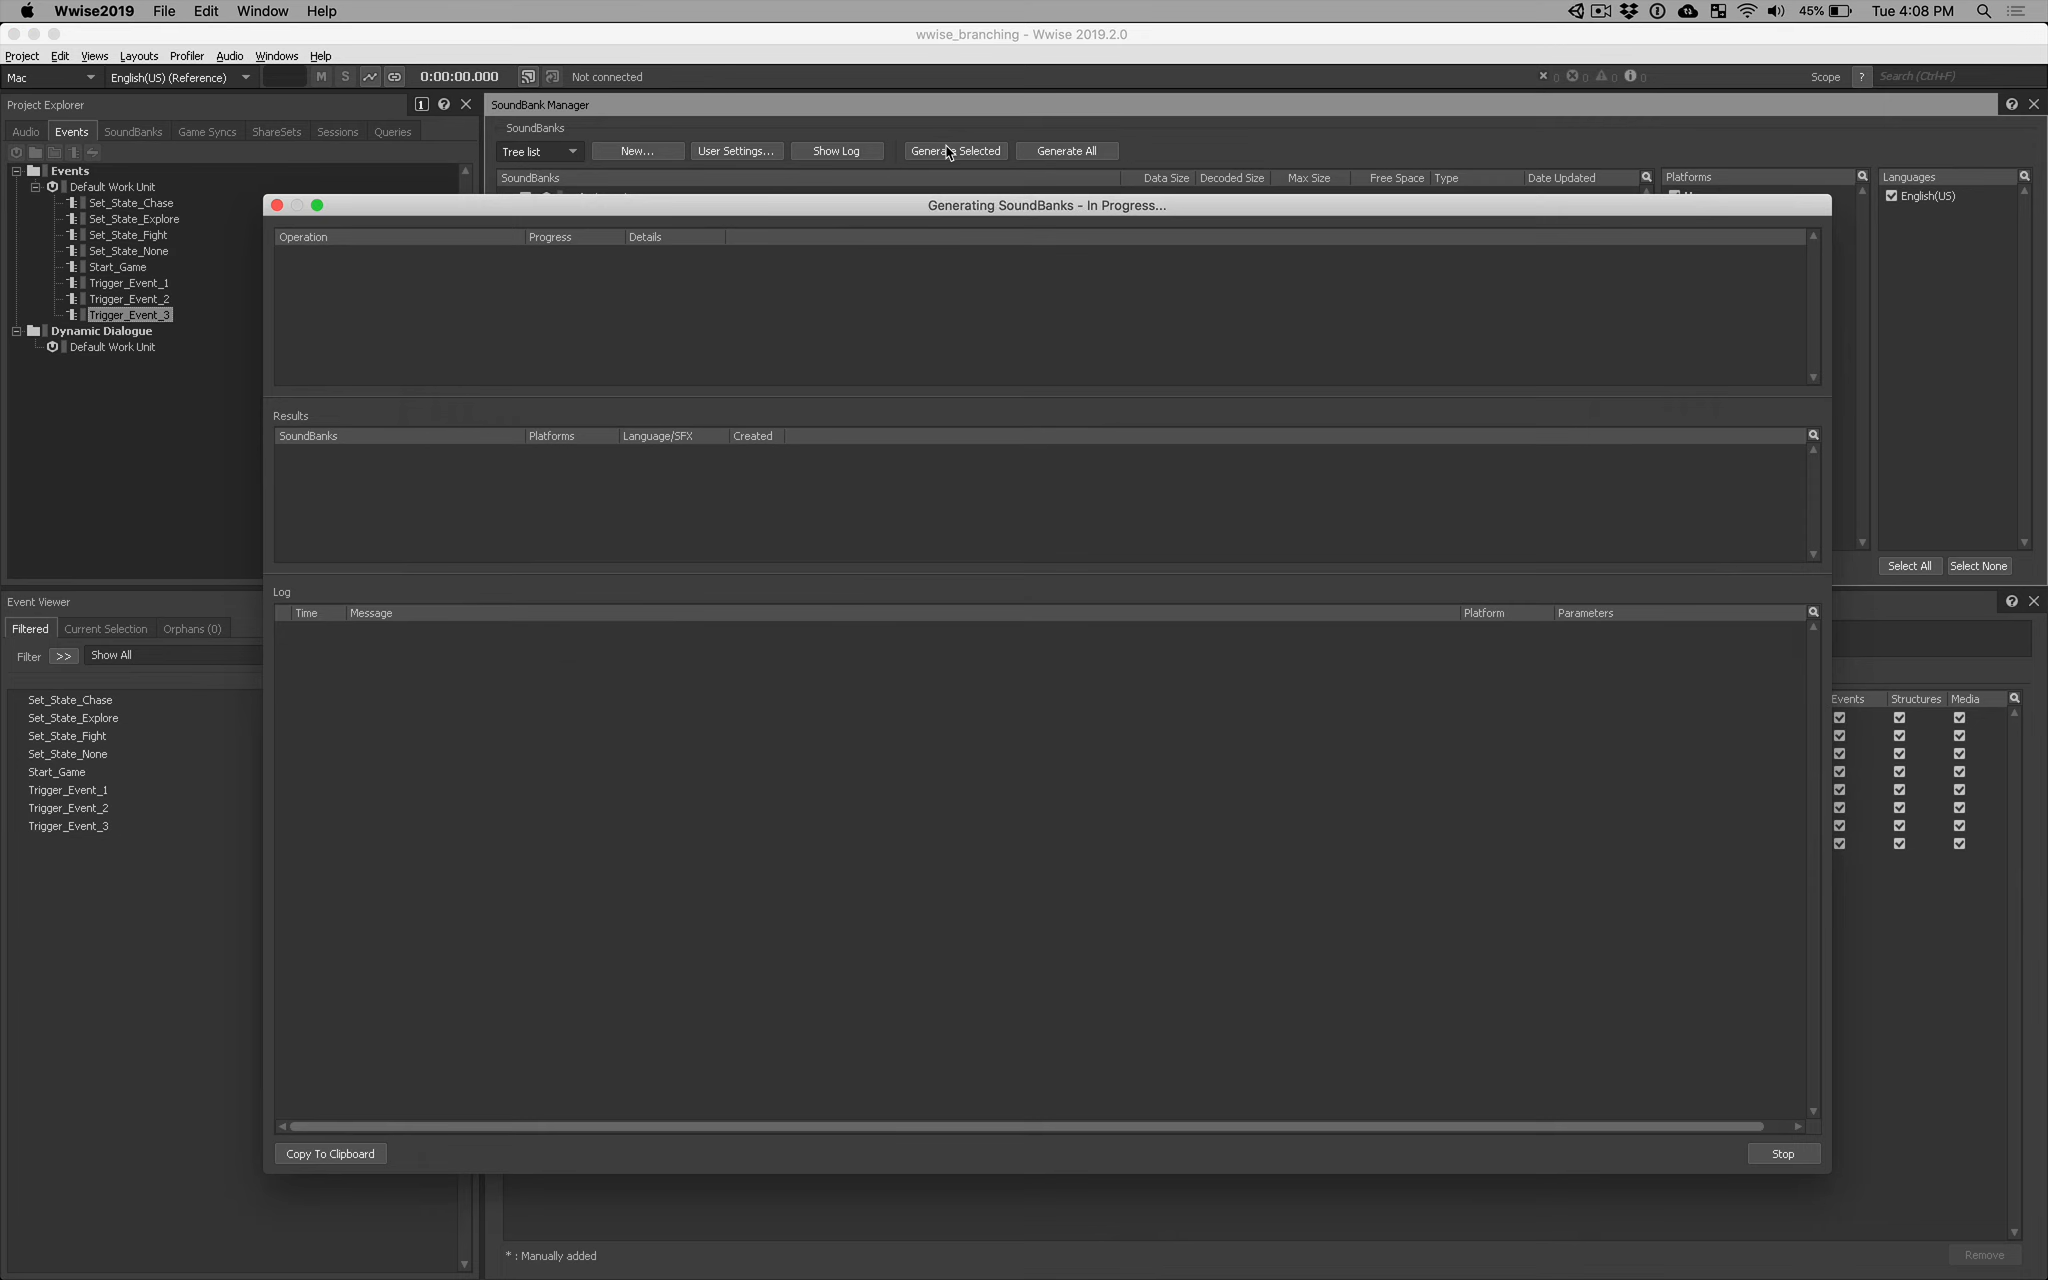 Wwise2019 File Edit Window Help
45% Tue 4:08 PM
wwise_branching - Wwise 2019.2.0
Project Edit Views Layouts Profiler Audio Windows Help
Mac English(US) (Reference) M S 0:00:00.000 Not connected 0 0 0 0 Scope ? Search (Ctrl+F)
Project Explorer
SoundBank Manager
Audio Events SoundBanks Game Syncs ShareSets Sessions Queries
SoundBanks
Tree list New... User Settings... Show Log Generate Selected Generate All
SoundBanks Data Size Decoded Size Max Size Free Space Type Date Updated Platforms Languages
English(US)
Events
Default Work Unit
Set_State_Chase
Set_State_Explore
Set_State_Fight
Set_State_None
Start_Game
Trigger_Event_1
Trigger_Event_2
Trigger_Event_3
Dynamic Dialogue
Default Work Unit
Generating SoundBanks - In Progress...
Operation Progress Details
Results
SoundBanks Platforms Language/SFX Created
Select All Select None
Log
Time Message Platform Parameters
Event Viewer
Filtered Current Selection Orphans (0)
Filter >> Show All
Set_State_Chase
Set_State_Explore
Set_State_Fight
Set_State_None
Start_Game
Trigger_Event_1
Trigger_Event_2
Trigger_Event_3
Events Structures Media
Copy To Clipboard Stop
* : Manually added
Remove